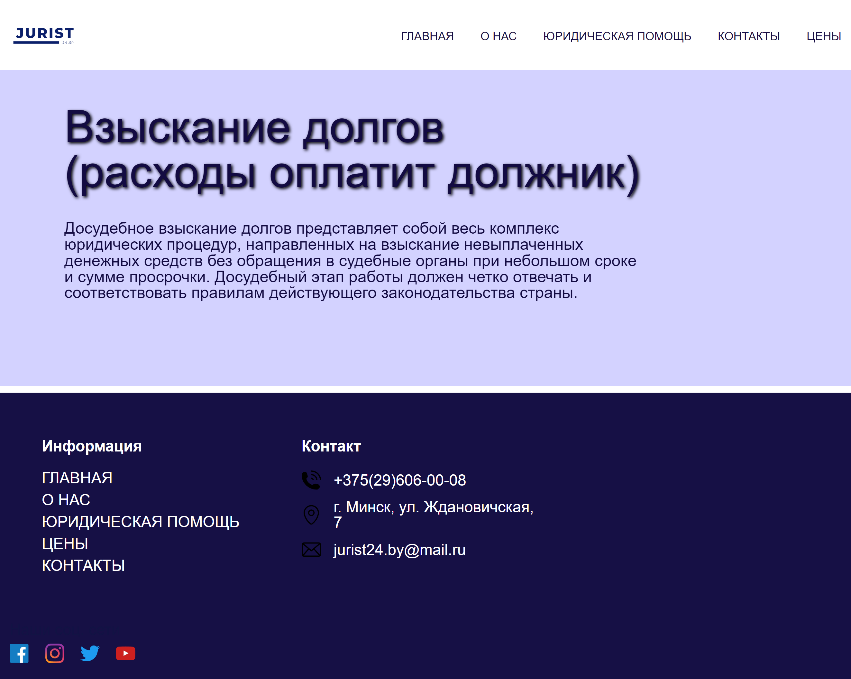 JURIST
ГЛАВНАЯ О НАС ЮРИДИЧЕСКАЯ ПОМОЩЬ КОНТАКТЫ ЦЕНЫ
Взыскание долгов
(расходы оплатит должник)
Досудебное взыскание долгов представляет собой весь комплекс
юридических процедур, направленных на взыскание невыплаченных
денежных средств без обращения в судебные органы при небольшом сроке
и сумме просрочки. Досудебный этап работы должен четко отвечать и
соответствовать правилам действующего законодательства страны.
Информация
ГЛАВНАЯ
О НАС
ЮРИДИЧЕСКАЯ ПОМОЩЬ
ЦЕНЫ
КОНТАКТЫ
Контакт
+375(29)606-00-08
г. Минск, ул. Ждановичская,
7
jurist24.by@mail.ru